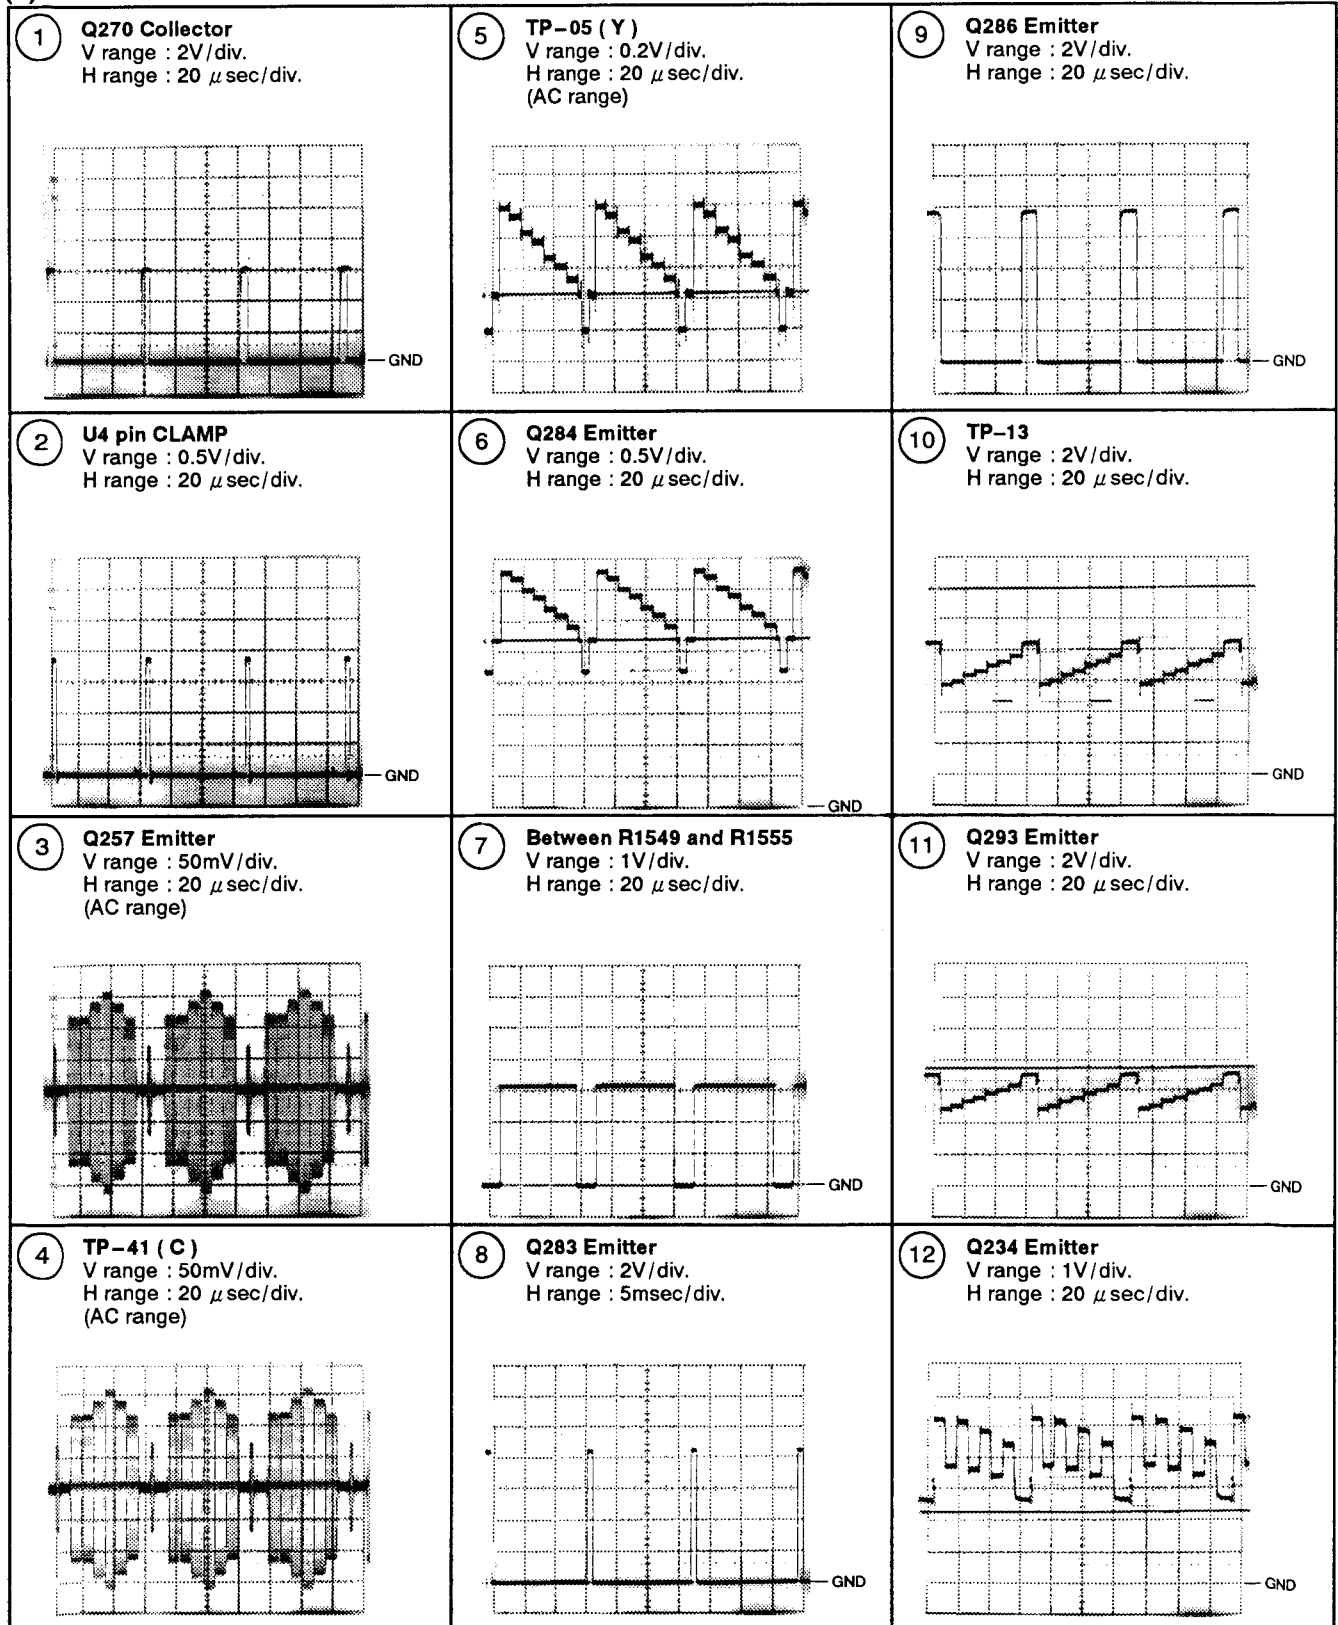 1
Q270 Collector
V range : 2V/div.
H range : 20 μsec/div.
GND
2
U4 pin CLAMP
V range : 0.5V/div.
H range : 20 μsec/div.
GND
3
Q257 Emitter
V range : 50mV/div.
H range : 20 μsec/div.
(AC range)
4
TP-41 ( C )
V range : 50mV/div.
H range : 20 μsec/div.
(AC range)
5
TP-05 ( Y )
V range : 0.2V/div.
H range : 20 μsec/div.
(AC range)
6
Q284 Emitter
V range : 0.5V/div.
H range : 20 μsec/div.
GND
7
Between R1549 and R1555
V range : 1V/div.
H range : 20 μsec/div.
GND
8
Q283 Emitter
V range : 2V/div.
H range : 5msec/div.
GND
9
Q286 Emitter
V range : 2V/div.
H range : 20 μsec/div.
GND
10
TP-13
V range : 2V/div.
H range : 20 μsec/div.
GND
11
Q293 Emitter
V range : 2V/div.
H range : 20 μsec/div.
GND
12
Q234 Emitter
V range : 1V/div.
H range : 20 μsec/div.
GND